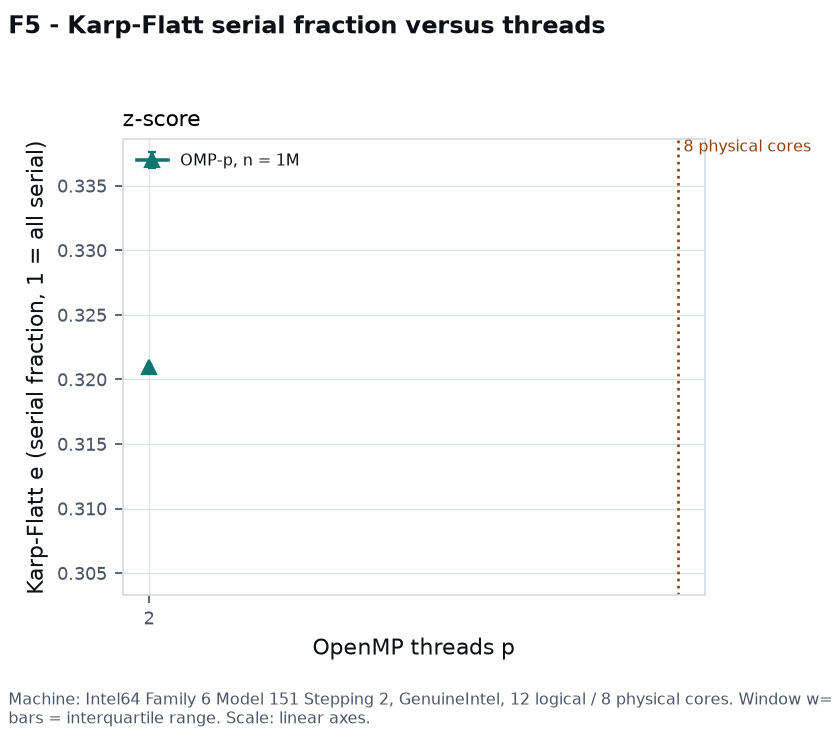 F5 - Karp-Flatt serial fraction versus threads
z-score
OMP-p, n = 1M
8 physical cores
Karp-Flatt e (serial fraction, 1 = all serial)
0.335
0.330
0.325
0.320
0.315
0.310
0.305
2
OpenMP threads p
Machine: Intel64 Family 6 Model 151 Stepping 2, GenuineIntel, 12 logical / 8 physical cores. Window w=
bars = interquartile range. Scale: linear axes.